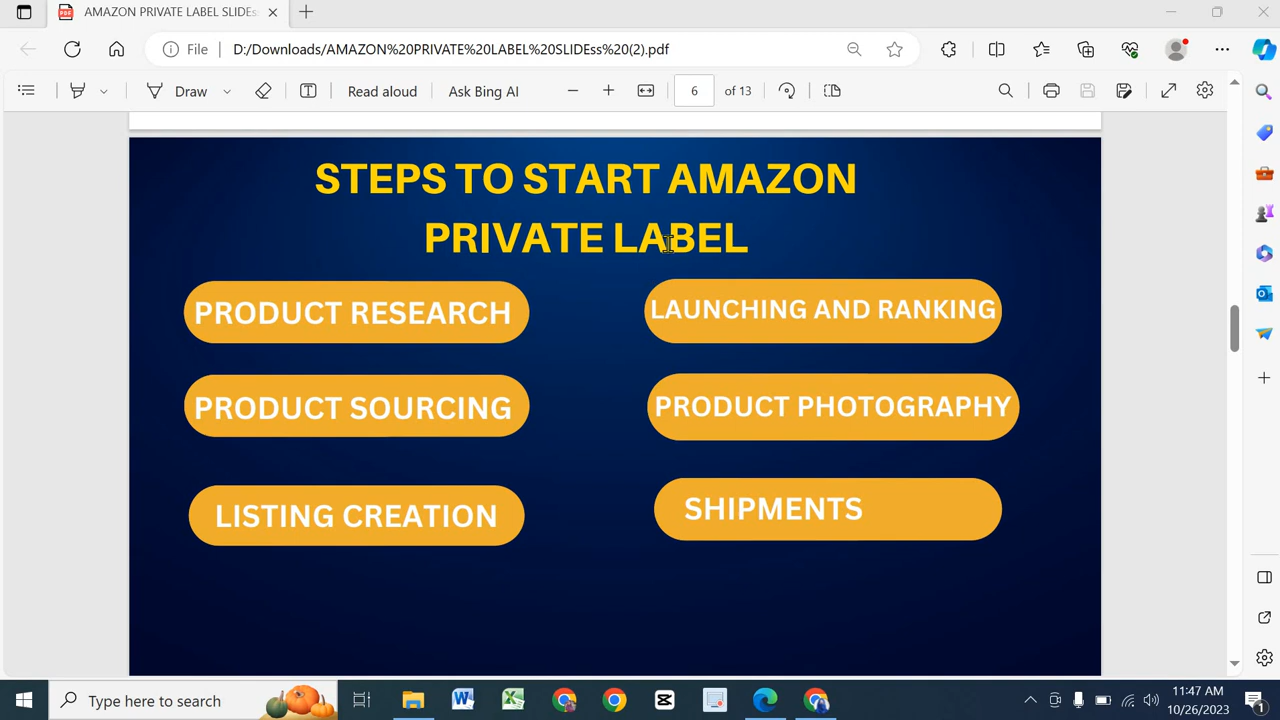 AMAZON PRIVATE LABEL SLIDEs
File
D:/Downloads/AMAZON%20PRIVATE%20LABEL%20SLIDEss%20(2).pdf
Draw
Read aloud
Ask Bing AI
6
of 13
STEPS TO START AMAZON
PRIVATE LABEL
PRODUCT RESEARCH
LAUNCHING AND RANKING
PRODUCT SOURCING
PRODUCT PHOTOGRAPHY
LISTING CREATION
SHIPMENTS
Type here to search
11:47 AM
10/26/2023